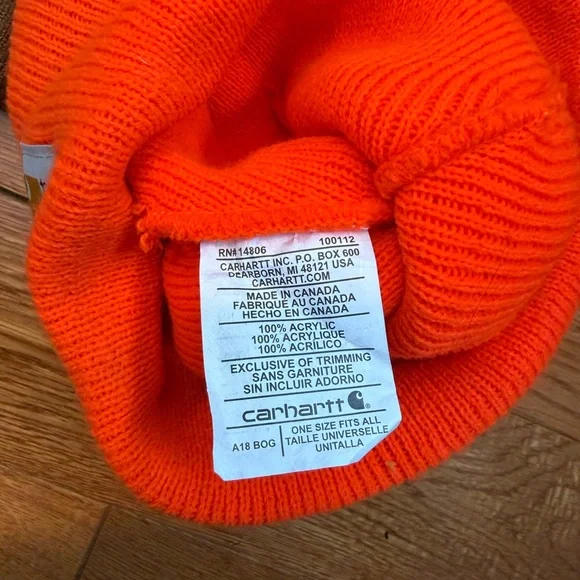 RN#14806 100112
CARHARTT INC. P.O. BOX 600
DEARBORN, MI 48121 USA
CARHARTT.COM
MADE IN CANADA
FABRIQUE AU CANADA
HECHO EN CANADA
100% ACRYLIC
100% ACRYLIQUE
100% ACRILICO
EXCLUSIVE OF TRIMMING
SANS GARNITURE
SIN INCLUIR ADORNO
carhartt
A18 BOG
ONE SIZE FITS ALL
TAILLE UNIVERSELLE
UNITALLA